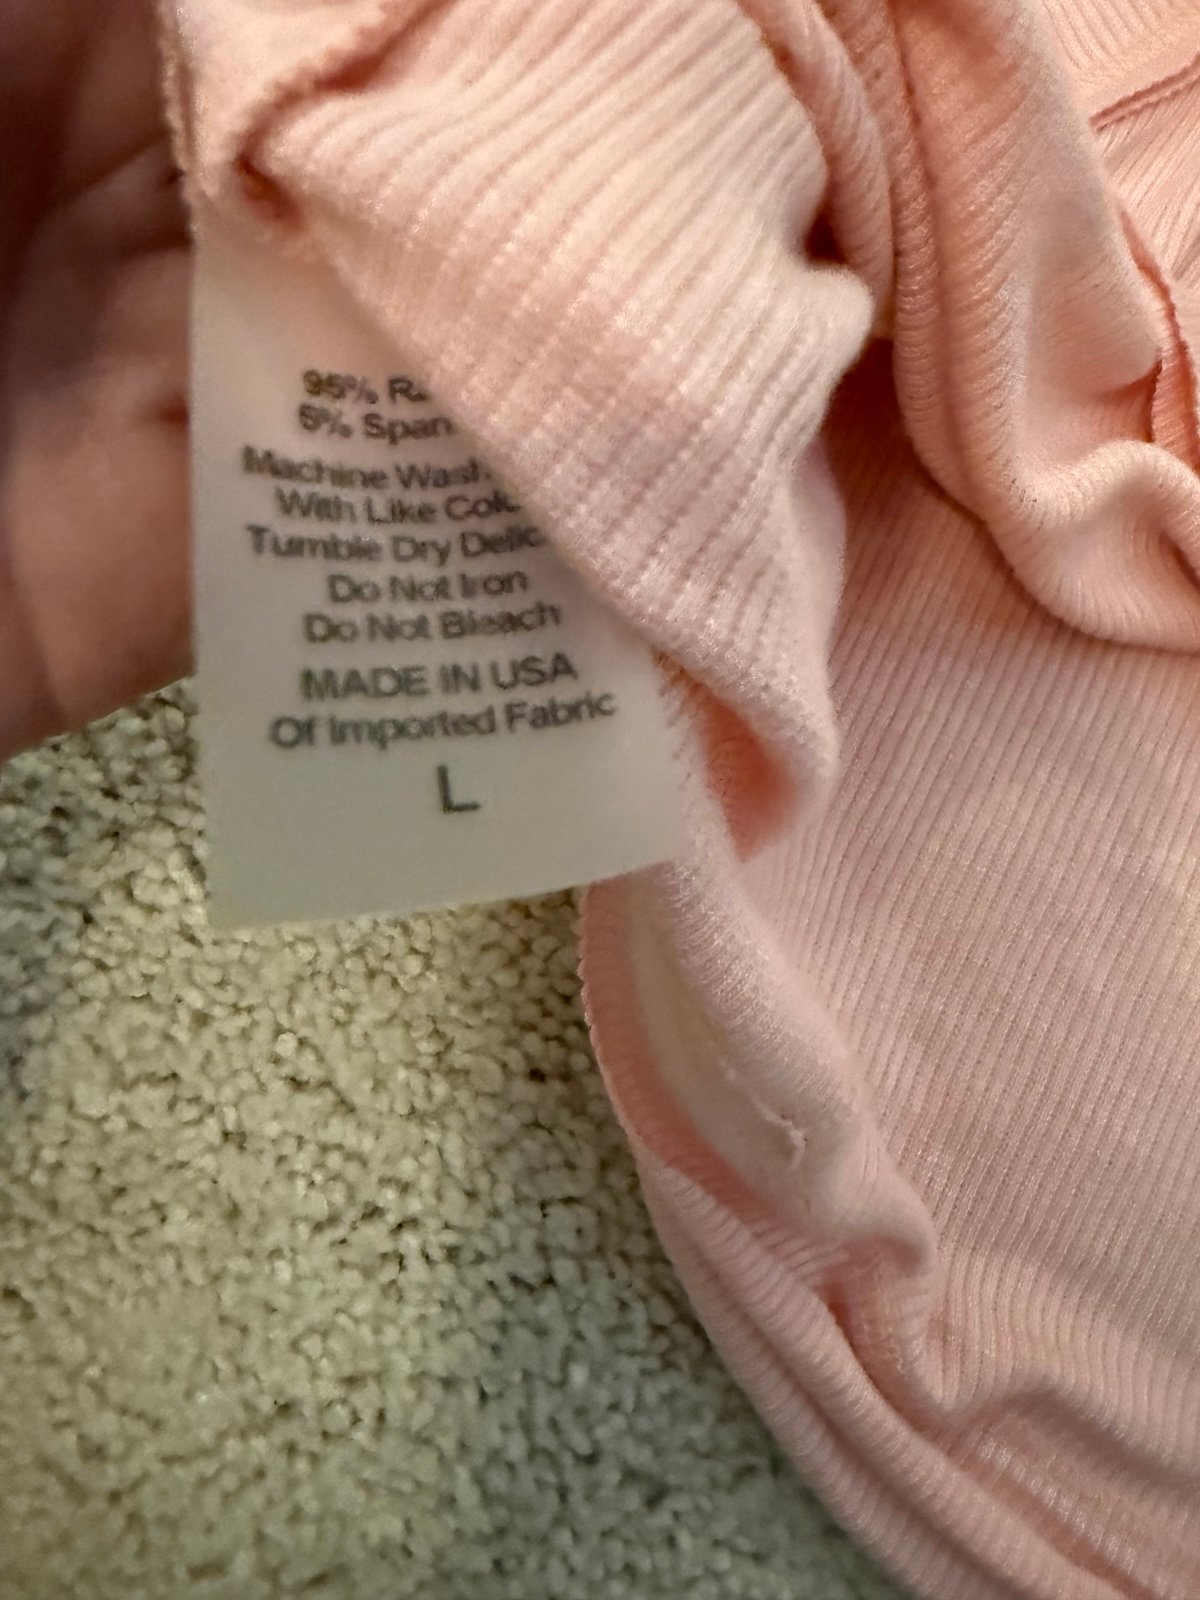 95% Ra
5% Span
Machine Wash
With Like Colo
Tumble Dry Delic
Do Not Iron
Do Not Bleach
MADE IN USA
Of Imported Fabric
L